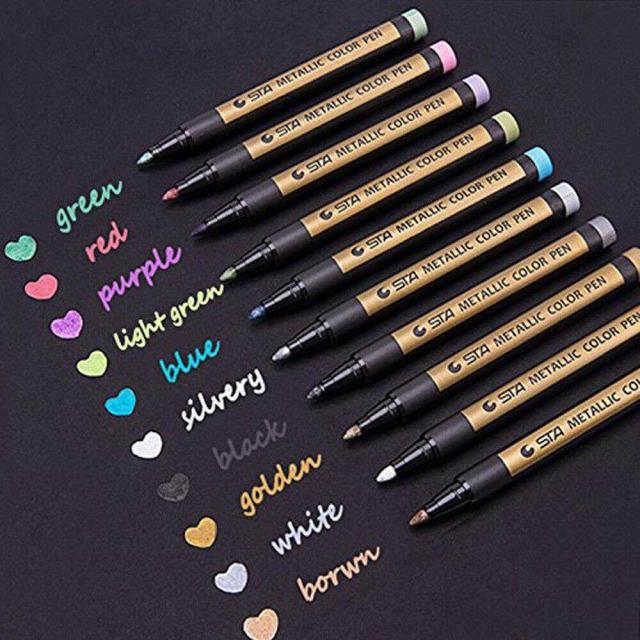 STA METALLIC COLOR PEN
STA METALLIC COLOR PEN
STA METALLIC COLOR PEN
STA METALLIC COLOR PEN
STA METALLIC COLOR PEN
STA METALLIC COLOR PEN
STA METALLIC COLOR PEN
STA METALLIC COLOR PEN
STA METALLIC COLOR PEN
STA METALLIC COL
green
red
purple
light green
blue
silvery
black
golden
white
borwn